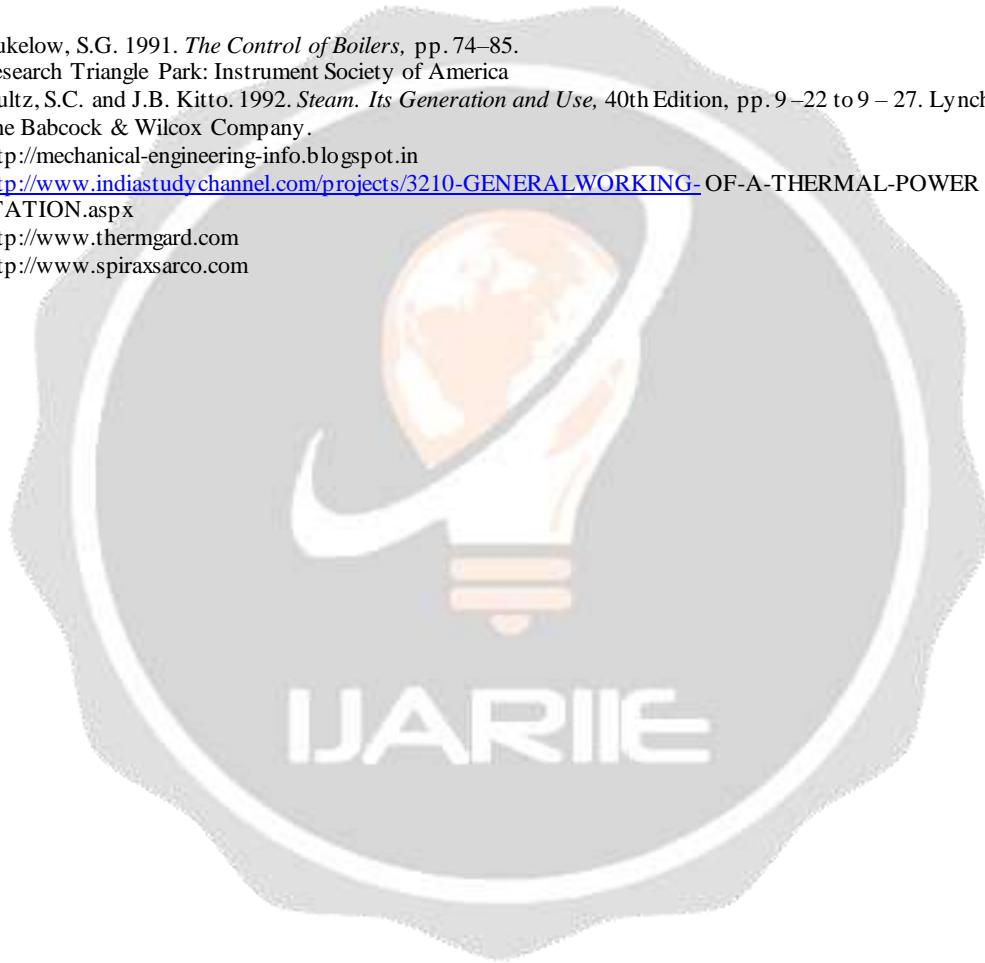 ukelow, S.G. 1991. The Control of Boilers, pp. 74–85.
esearch Triangle Park: Instrument Society of America
ultz, S.C. and J.B. Kitto. 1992. Steam. Its Generation and Use, 40th Edition, pp. 9 –22 to 9 – 27. Lynch
ne Babcock & Wilcox Company.
tp://mechanical-engineering-info.blogspot.in
tp://www.indiastudychannel.com/projects/3210-GENERALWORKING- OF-A-THERMAL-POWER
TATION.aspx
tp://www.thermgard.com
tp://www.spiraxsarco.com
IJARIIE